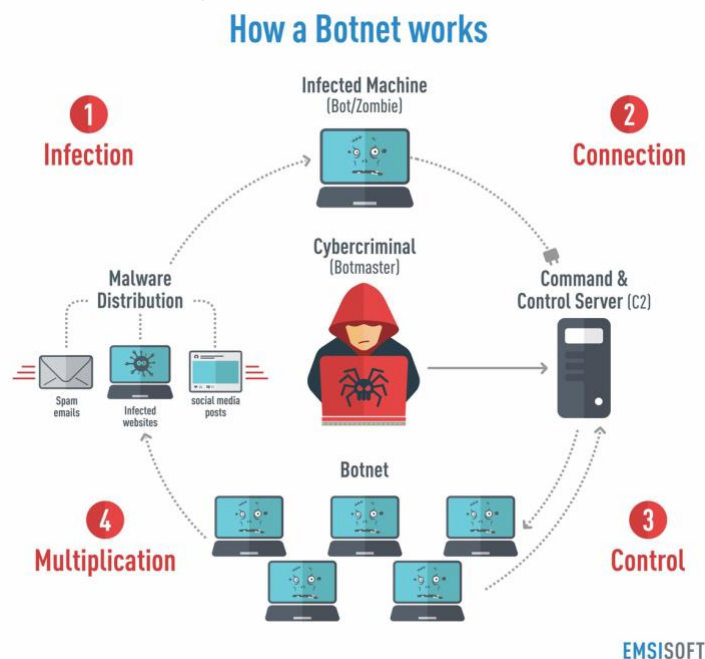 How a Botnet works
1
Infection
Infected Machine
(Bot/Zombie)
2
Connection
Malware
Distribution
Spam
emails
Infected
websites
social media
posts
Cybercriminal
(Botmaster)
Command &
Control Server (C2)
4
Multiplication
Botnet
3
Control
EMSISOFT